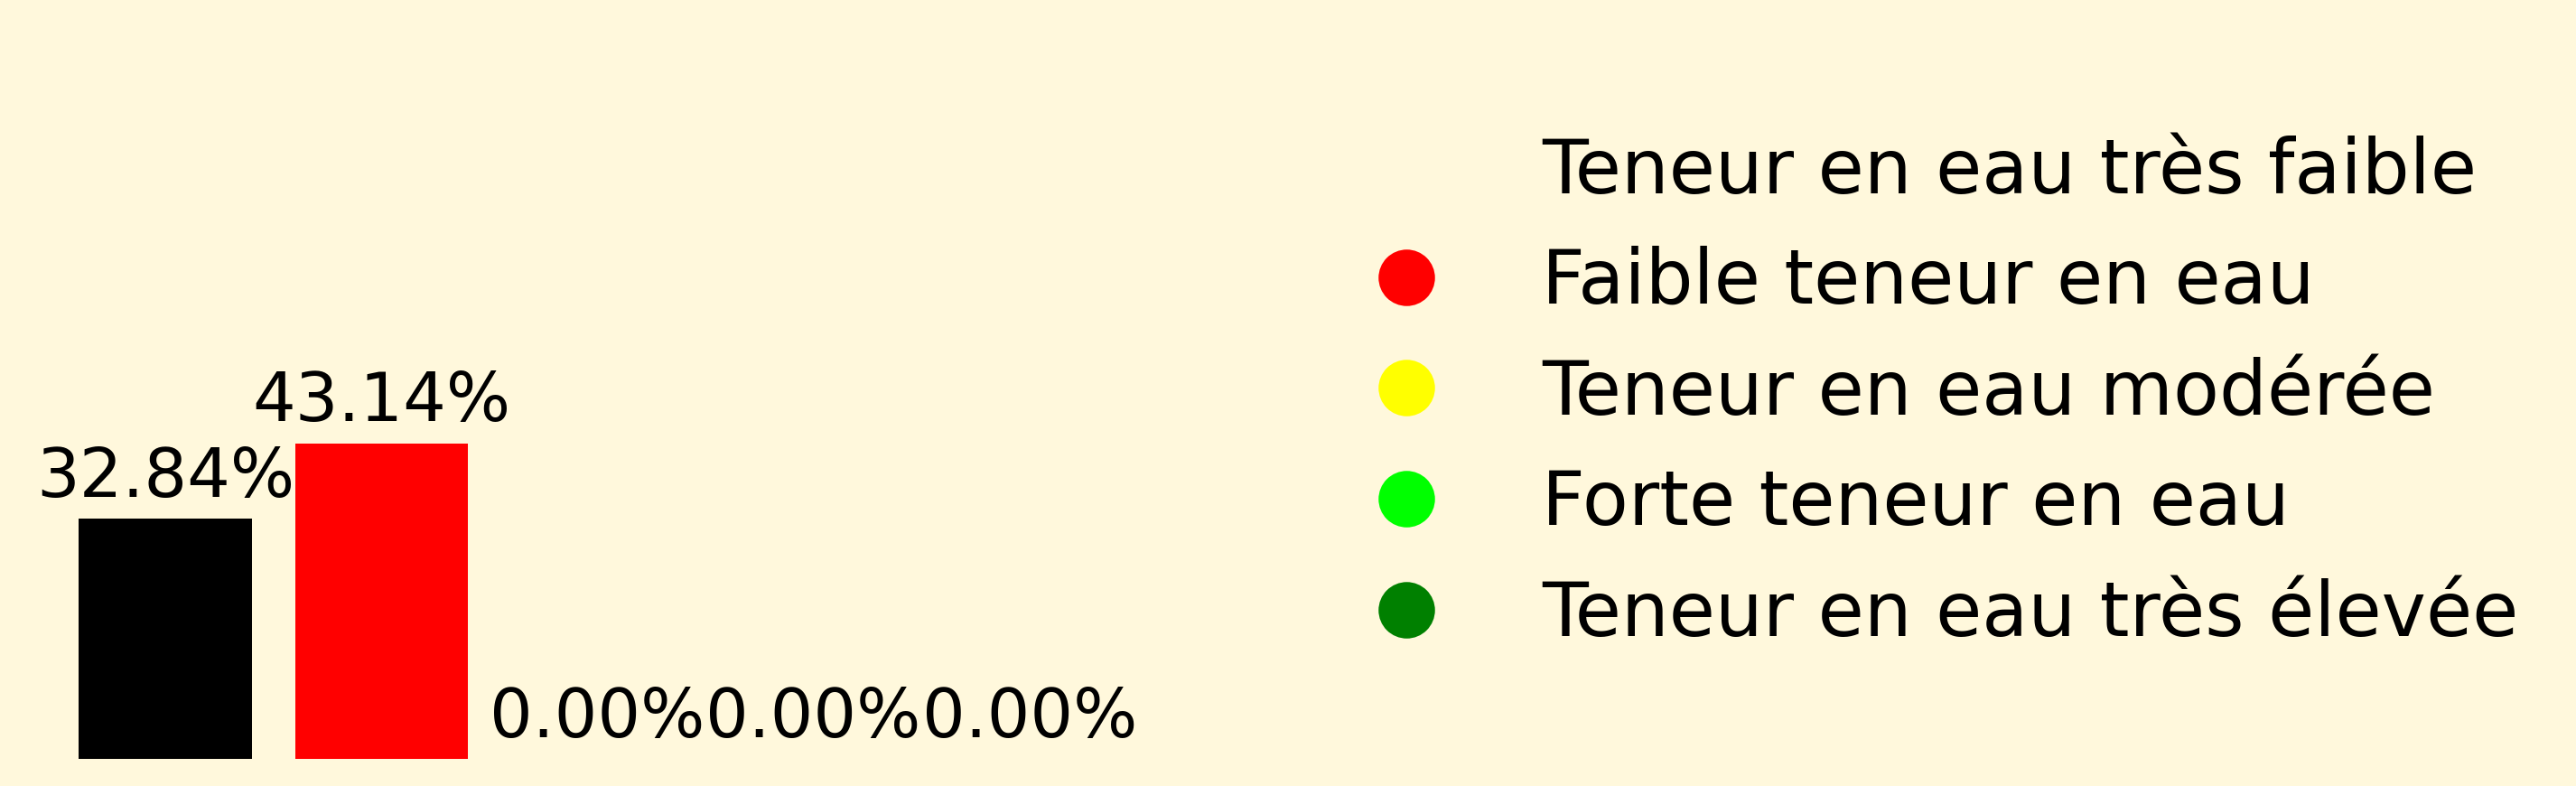 43.14%
32.84%
0.00%0.00%0.00%
Teneur en eau très faible
Faible teneur en eau
Teneur en eau modérée
Forte teneur en eau
Teneur en eau très élevée